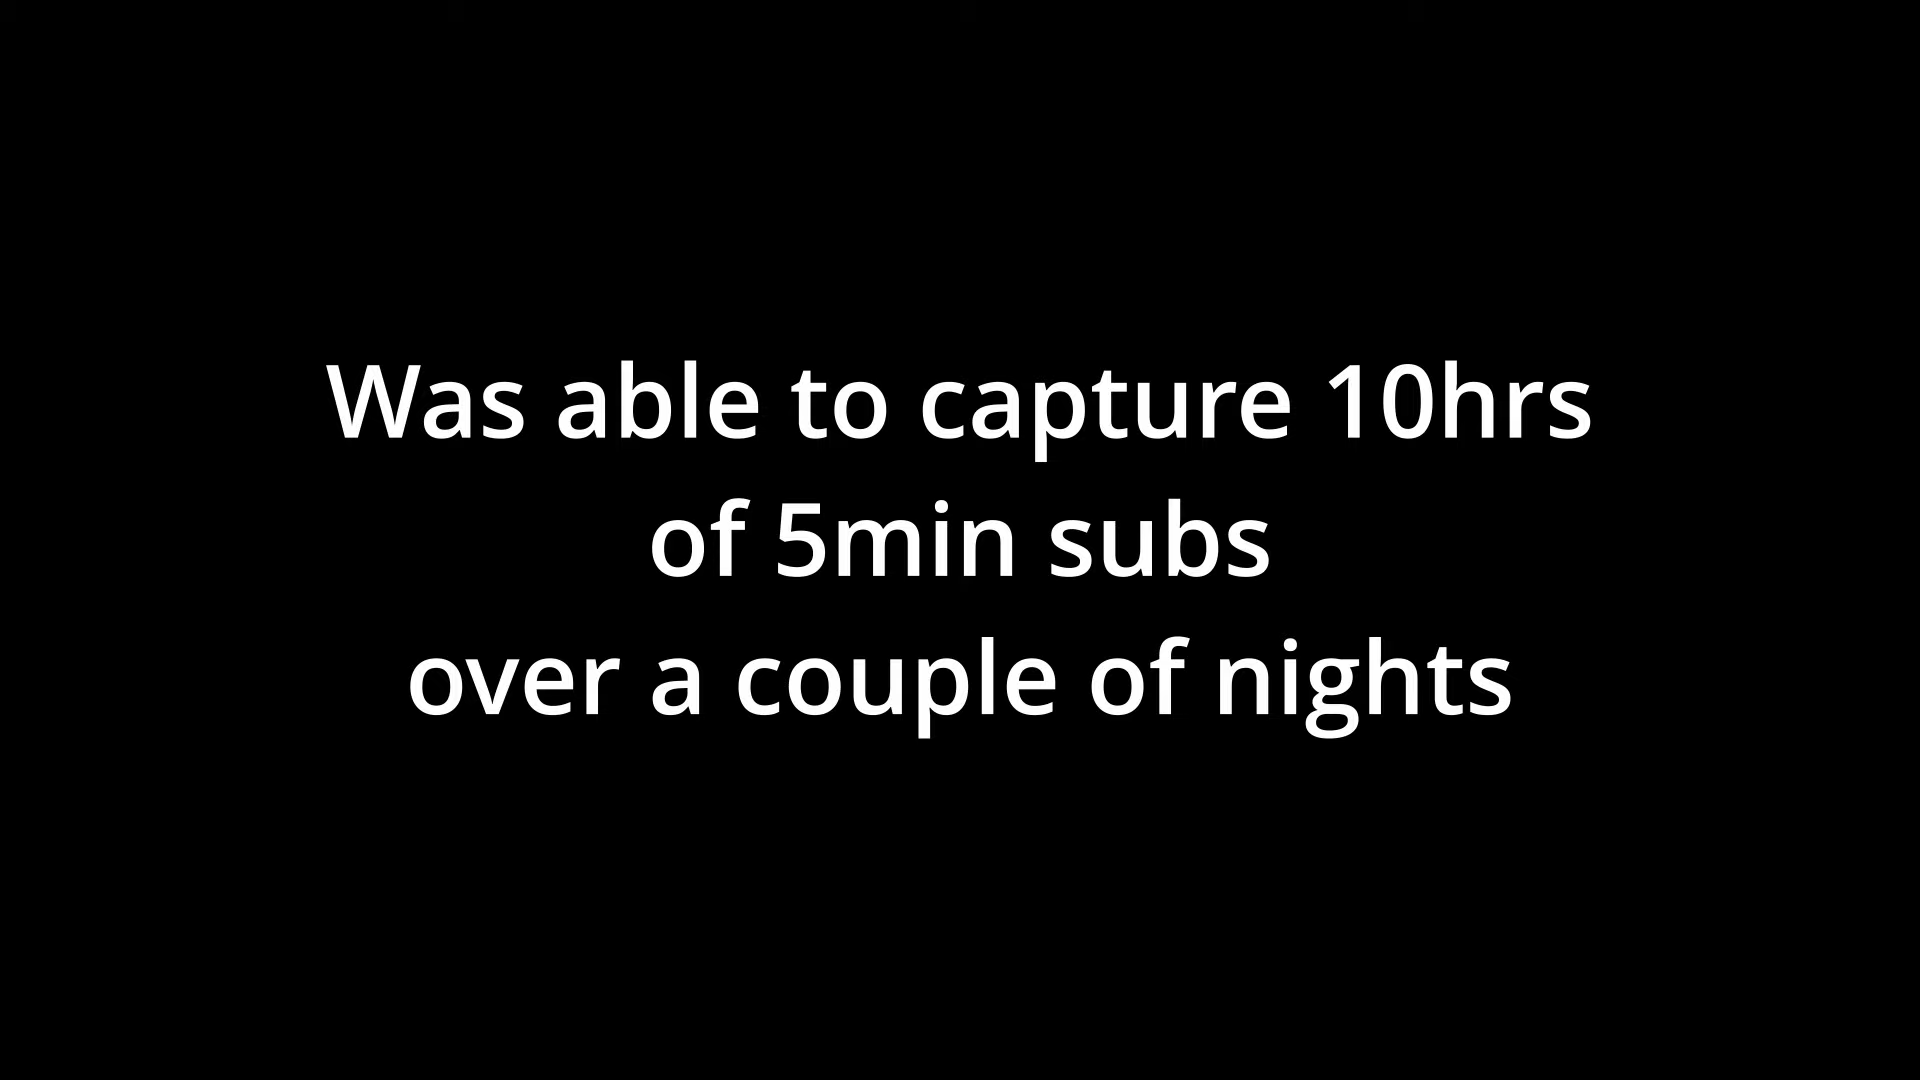 Was able to capture 10hrs
of 5min subs
over a couple of nights